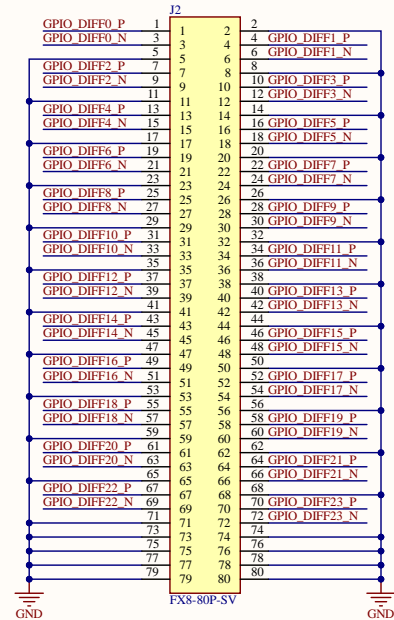 J2
GPIO_DIFF0_P 1 1 2 2
GPIO_DIFF0_N 3 3 4 4 GPIO_DIFF1_P
5 5 6 6 GPIO_DIFF1_N
GPIO_DIFF2_P 7 7 8 8
GPIO_DIFF2_N 9 9 10 10 GPIO_DIFF3_P
11 11 12 12 GPIO_DIFF3_N
GPIO_DIFF4_P 13 13 14 14
GPIO_DIFF4_N 15 15 16 16 GPIO_DIFF5_P
17 17 18 18 GPIO_DIFF5_N
GPIO_DIFF6_P 19 19 20 20
GPIO_DIFF6_N 21 21 22 22 GPIO_DIFF7_P
23 23 24 24 GPIO_DIFF7_N
GPIO_DIFF8_P 25 25 26 26
GPIO_DIFF8_N 27 27 28 28 GPIO_DIFF9_P
29 29 30 30 GPIO_DIFF9_N
GPIO_DIFF10_P 31 31 32 32
GPIO_DIFF10_N 33 33 34 34 GPIO_DIFF11_P
35 35 36 36 GPIO_DIFF11_N
GPIO_DIFF12_P 37 37 38 38
GPIO_DIFF12_N 39 39 40 40 GPIO_DIFF13_P
41 41 42 42 GPIO_DIFF13_N
GPIO_DIFF14_P 43 43 44 44
GPIO_DIFF14_N 45 45 46 46 GPIO_DIFF15_P
47 47 48 48 GPIO_DIFF15_N
GPIO_DIFF16_P 49 49 50 50
GPIO_DIFF16_N 51 51 52 52 GPIO_DIFF17_P
53 53 54 54 GPIO_DIFF17_N
GPIO_DIFF18_P 55 55 56 56
GPIO_DIFF18_N 57 57 58 58 GPIO_DIFF19_P
59 59 60 60 GPIO_DIFF19_N
GPIO_DIFF20_P 61 61 62 62
GPIO_DIFF20_N 63 63 64 64 GPIO_DIFF21_P
65 65 66 66 GPIO_DIFF21_N
GPIO_DIFF22_P 67 67 68 68
GPIO_DIFF22_N 69 69 70 70 GPIO_DIFF23_P
71 71 72 72 GPIO_DIFF23_N
73 73 74 74
75 75 76 76
77 77 78 78
79 79 80 80
FX8-80P-SV
GND GND